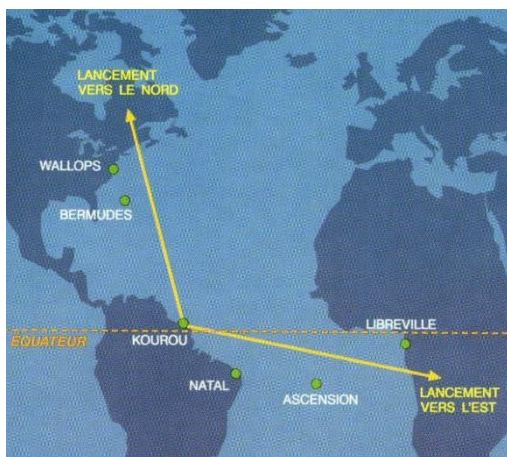 LANCEMENT
VERS LE NORD
WALLOPS
BERMUDES
LIBREVILLE
ÉQUATEUR
KOUROU
NATAL
ASCENSION
LANCEMENT
VERS L'EST